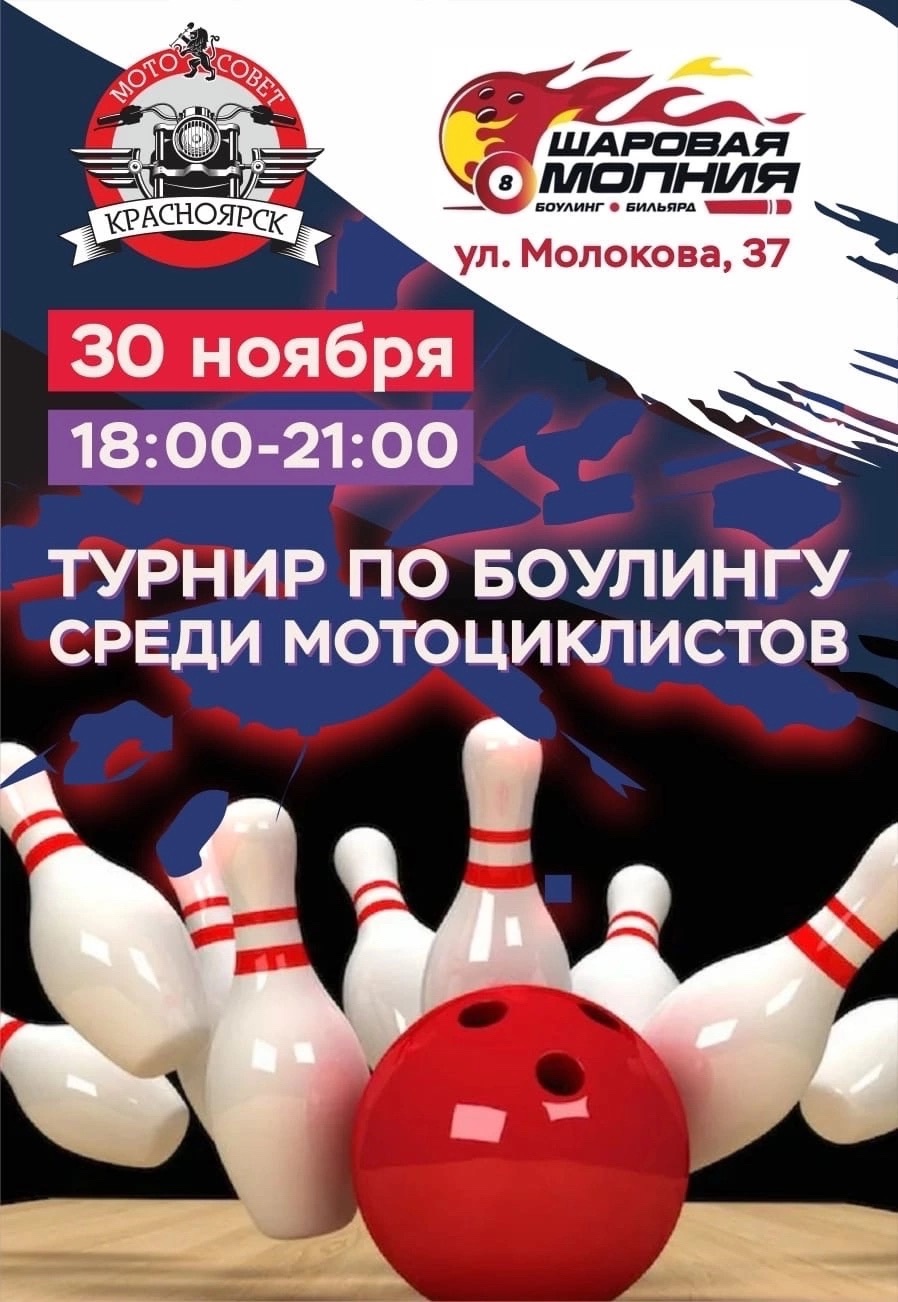 МОТО СОВЕТ
КРАСНОЯРСК
8
ШАРОВАЯ
МОЛНИЯ
БОУЛИНГ • БИЛЬЯРД
ул. Молокова, 37
30 ноября
18:00-21:00
ТУРНИР ПО БОУЛИНГУ
СРЕДИ МОТОЦИКЛИСТОВ